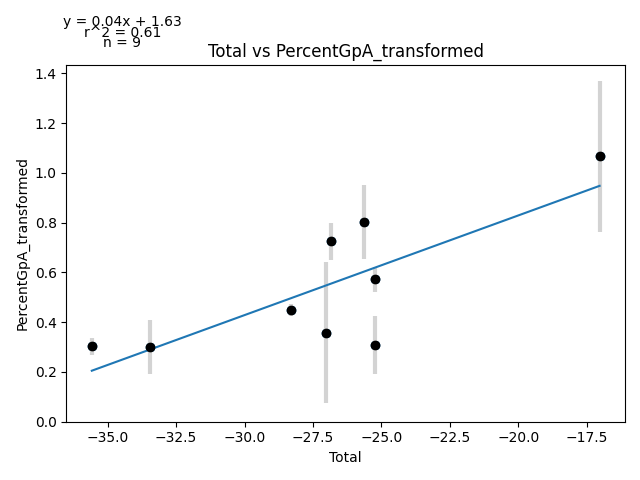 y = 0.04x + 1.63
r^2 = 0.61
n = 9
Total vs PercentGpA_transformed
1.4
1.2
1.0
0.8
0.6
0.4
0.2
0.0
PercentGpA_transformed
−35.0 −32.5 −30.0 −27.5 −25.0 −22.5 −20.0 −17.5
Total